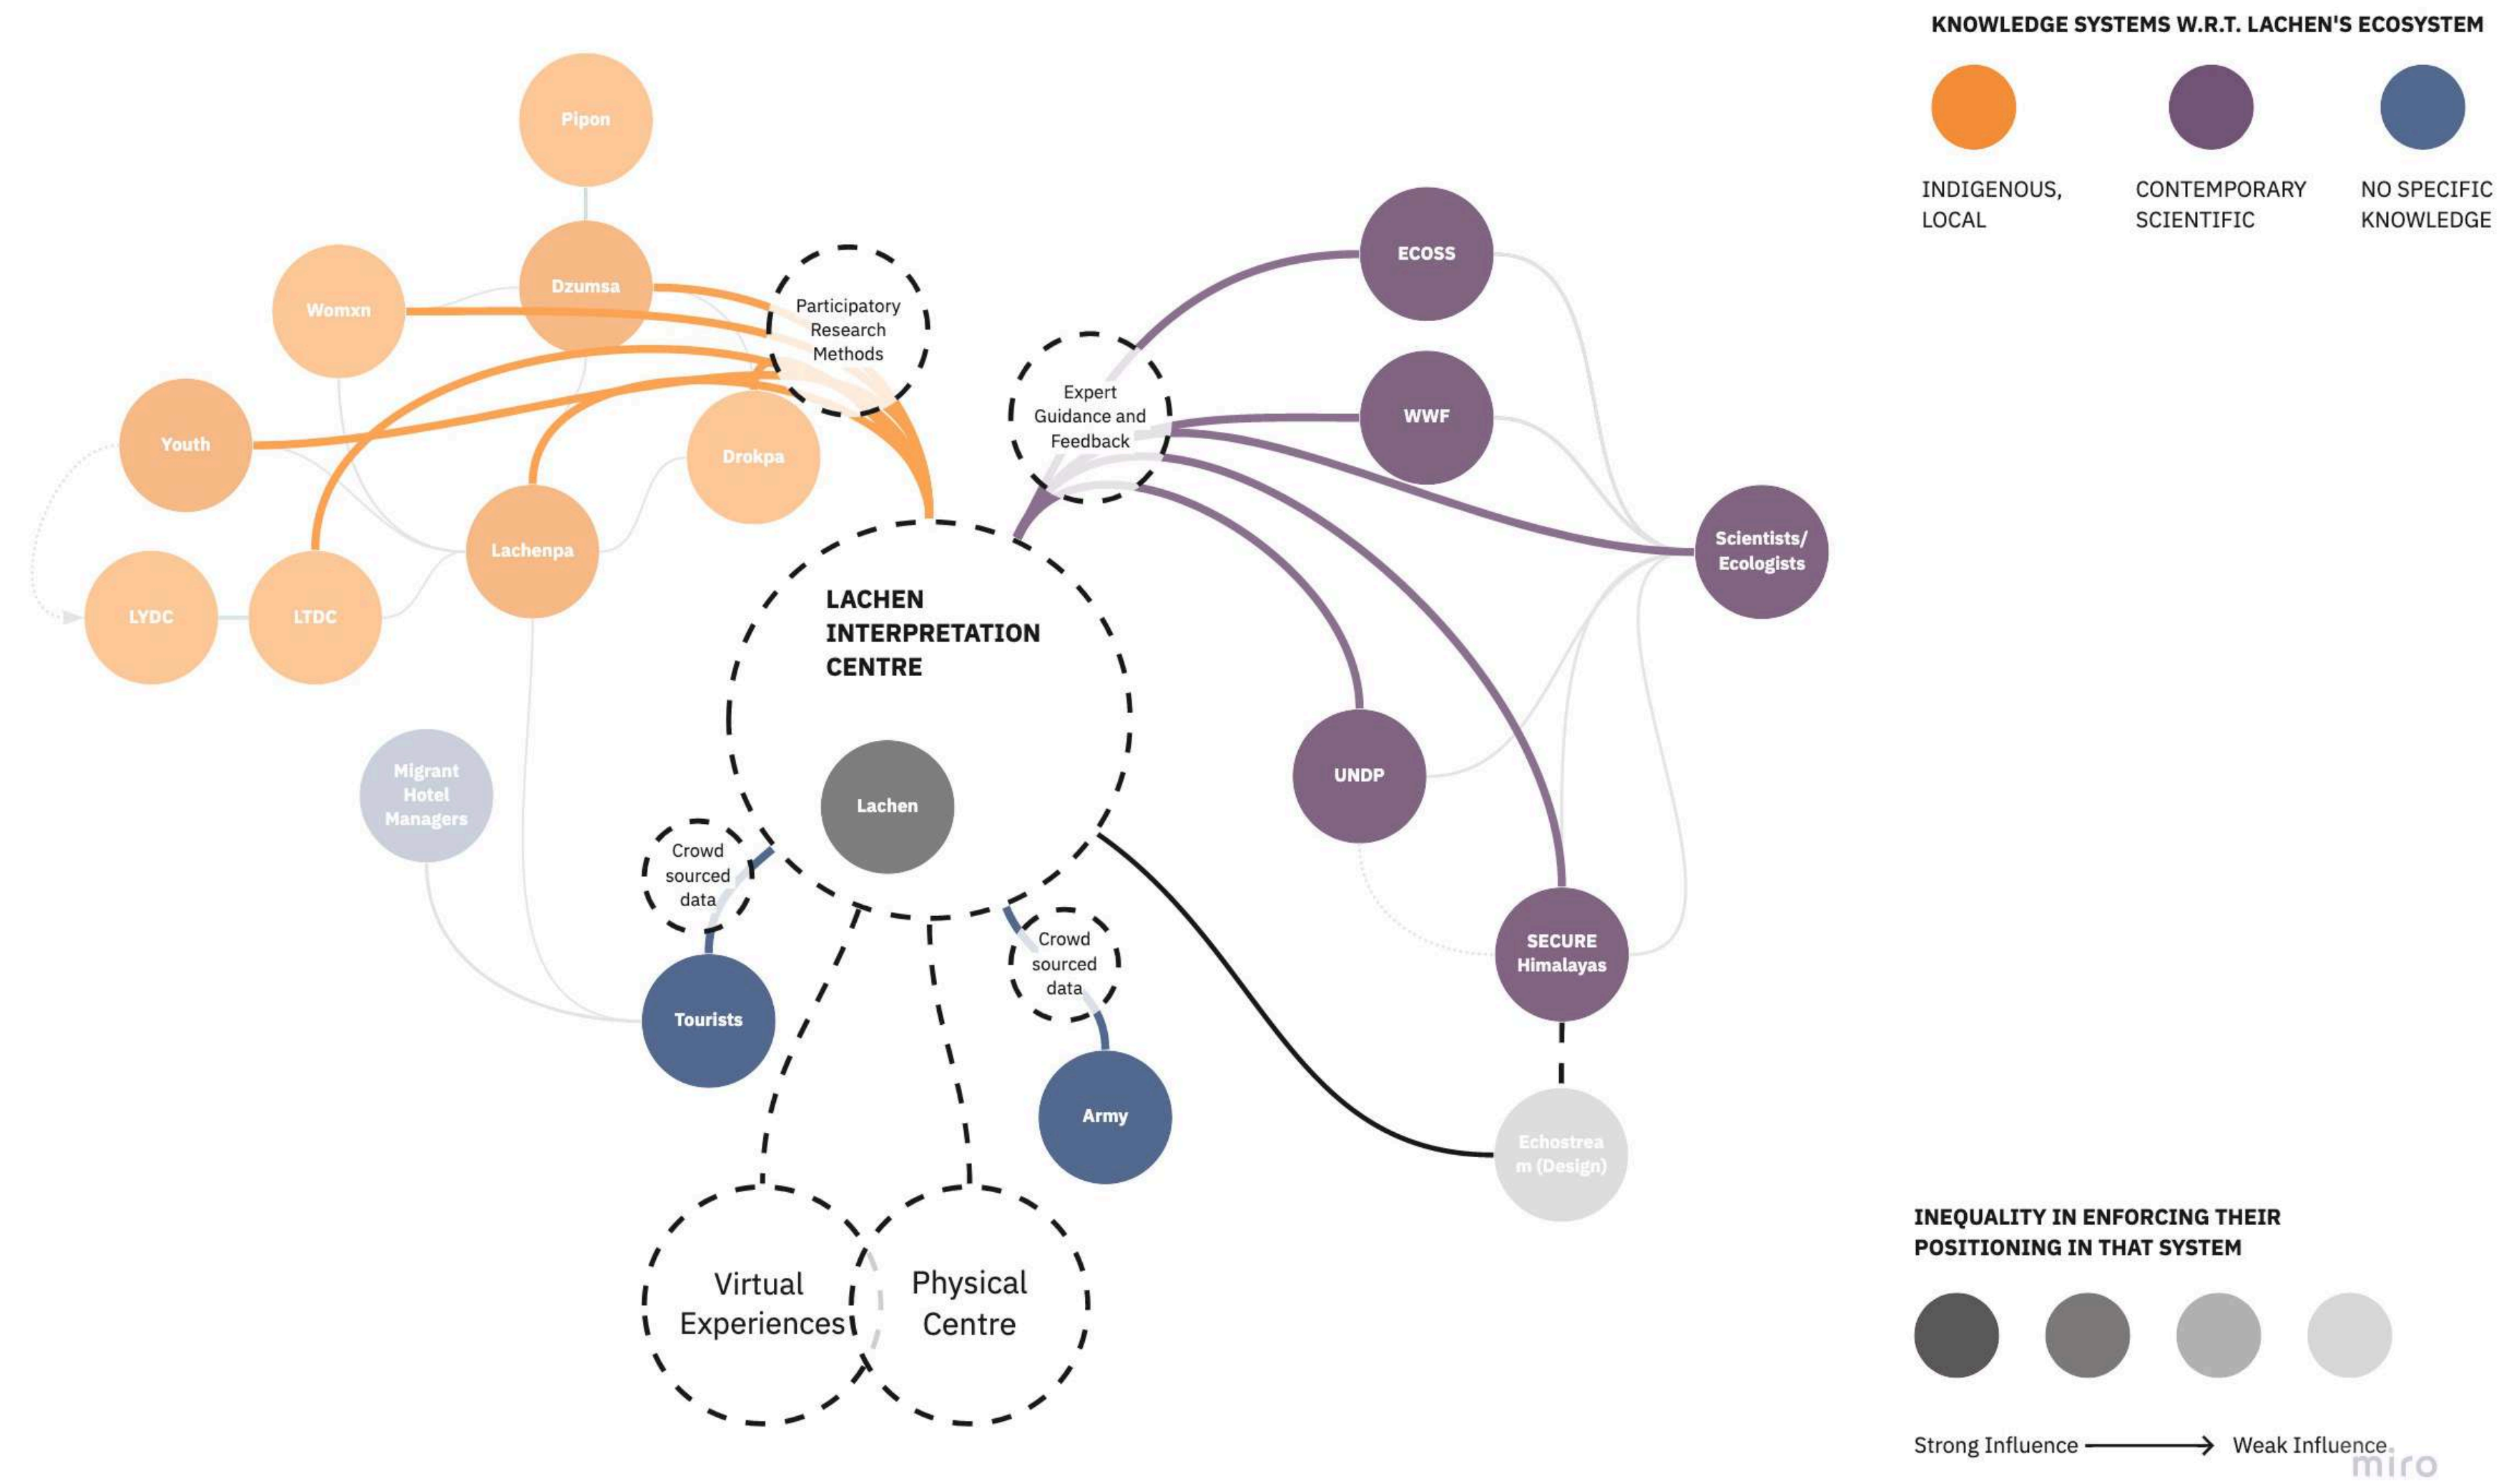 KNOWLEDGE SYSTEMS W.R.T. LACHEN'S ECOSYSTEM
INDIGENOUS,
LOCAL
CONTEMPORARY
SCIENTIFIC
NO SPECIFIC
KNOWLEDGE
Pipon
Dzumsa
Womxn
Participatory
Research
Methods
Youth
Drokpa
Lachenpa
LYDC
LTDC
Expert
Guidance and
Feedback
ECOSS
WWF
Scientists/
Ecologists
LACHEN
INTERPRETATION
CENTRE
Lachen
UNDP
Migrant
Hotel
Managers
Crowd
sourced
data
Crowd
sourced
data
SECURE
Himalayas
Tourists
Army
Echostrea
m (Design)
Virtual
Experiences
Physical
Centre
INEQUALITY IN ENFORCING THEIR
POSITIONING IN THAT SYSTEM
Strong Influence
Weak Influence
miro